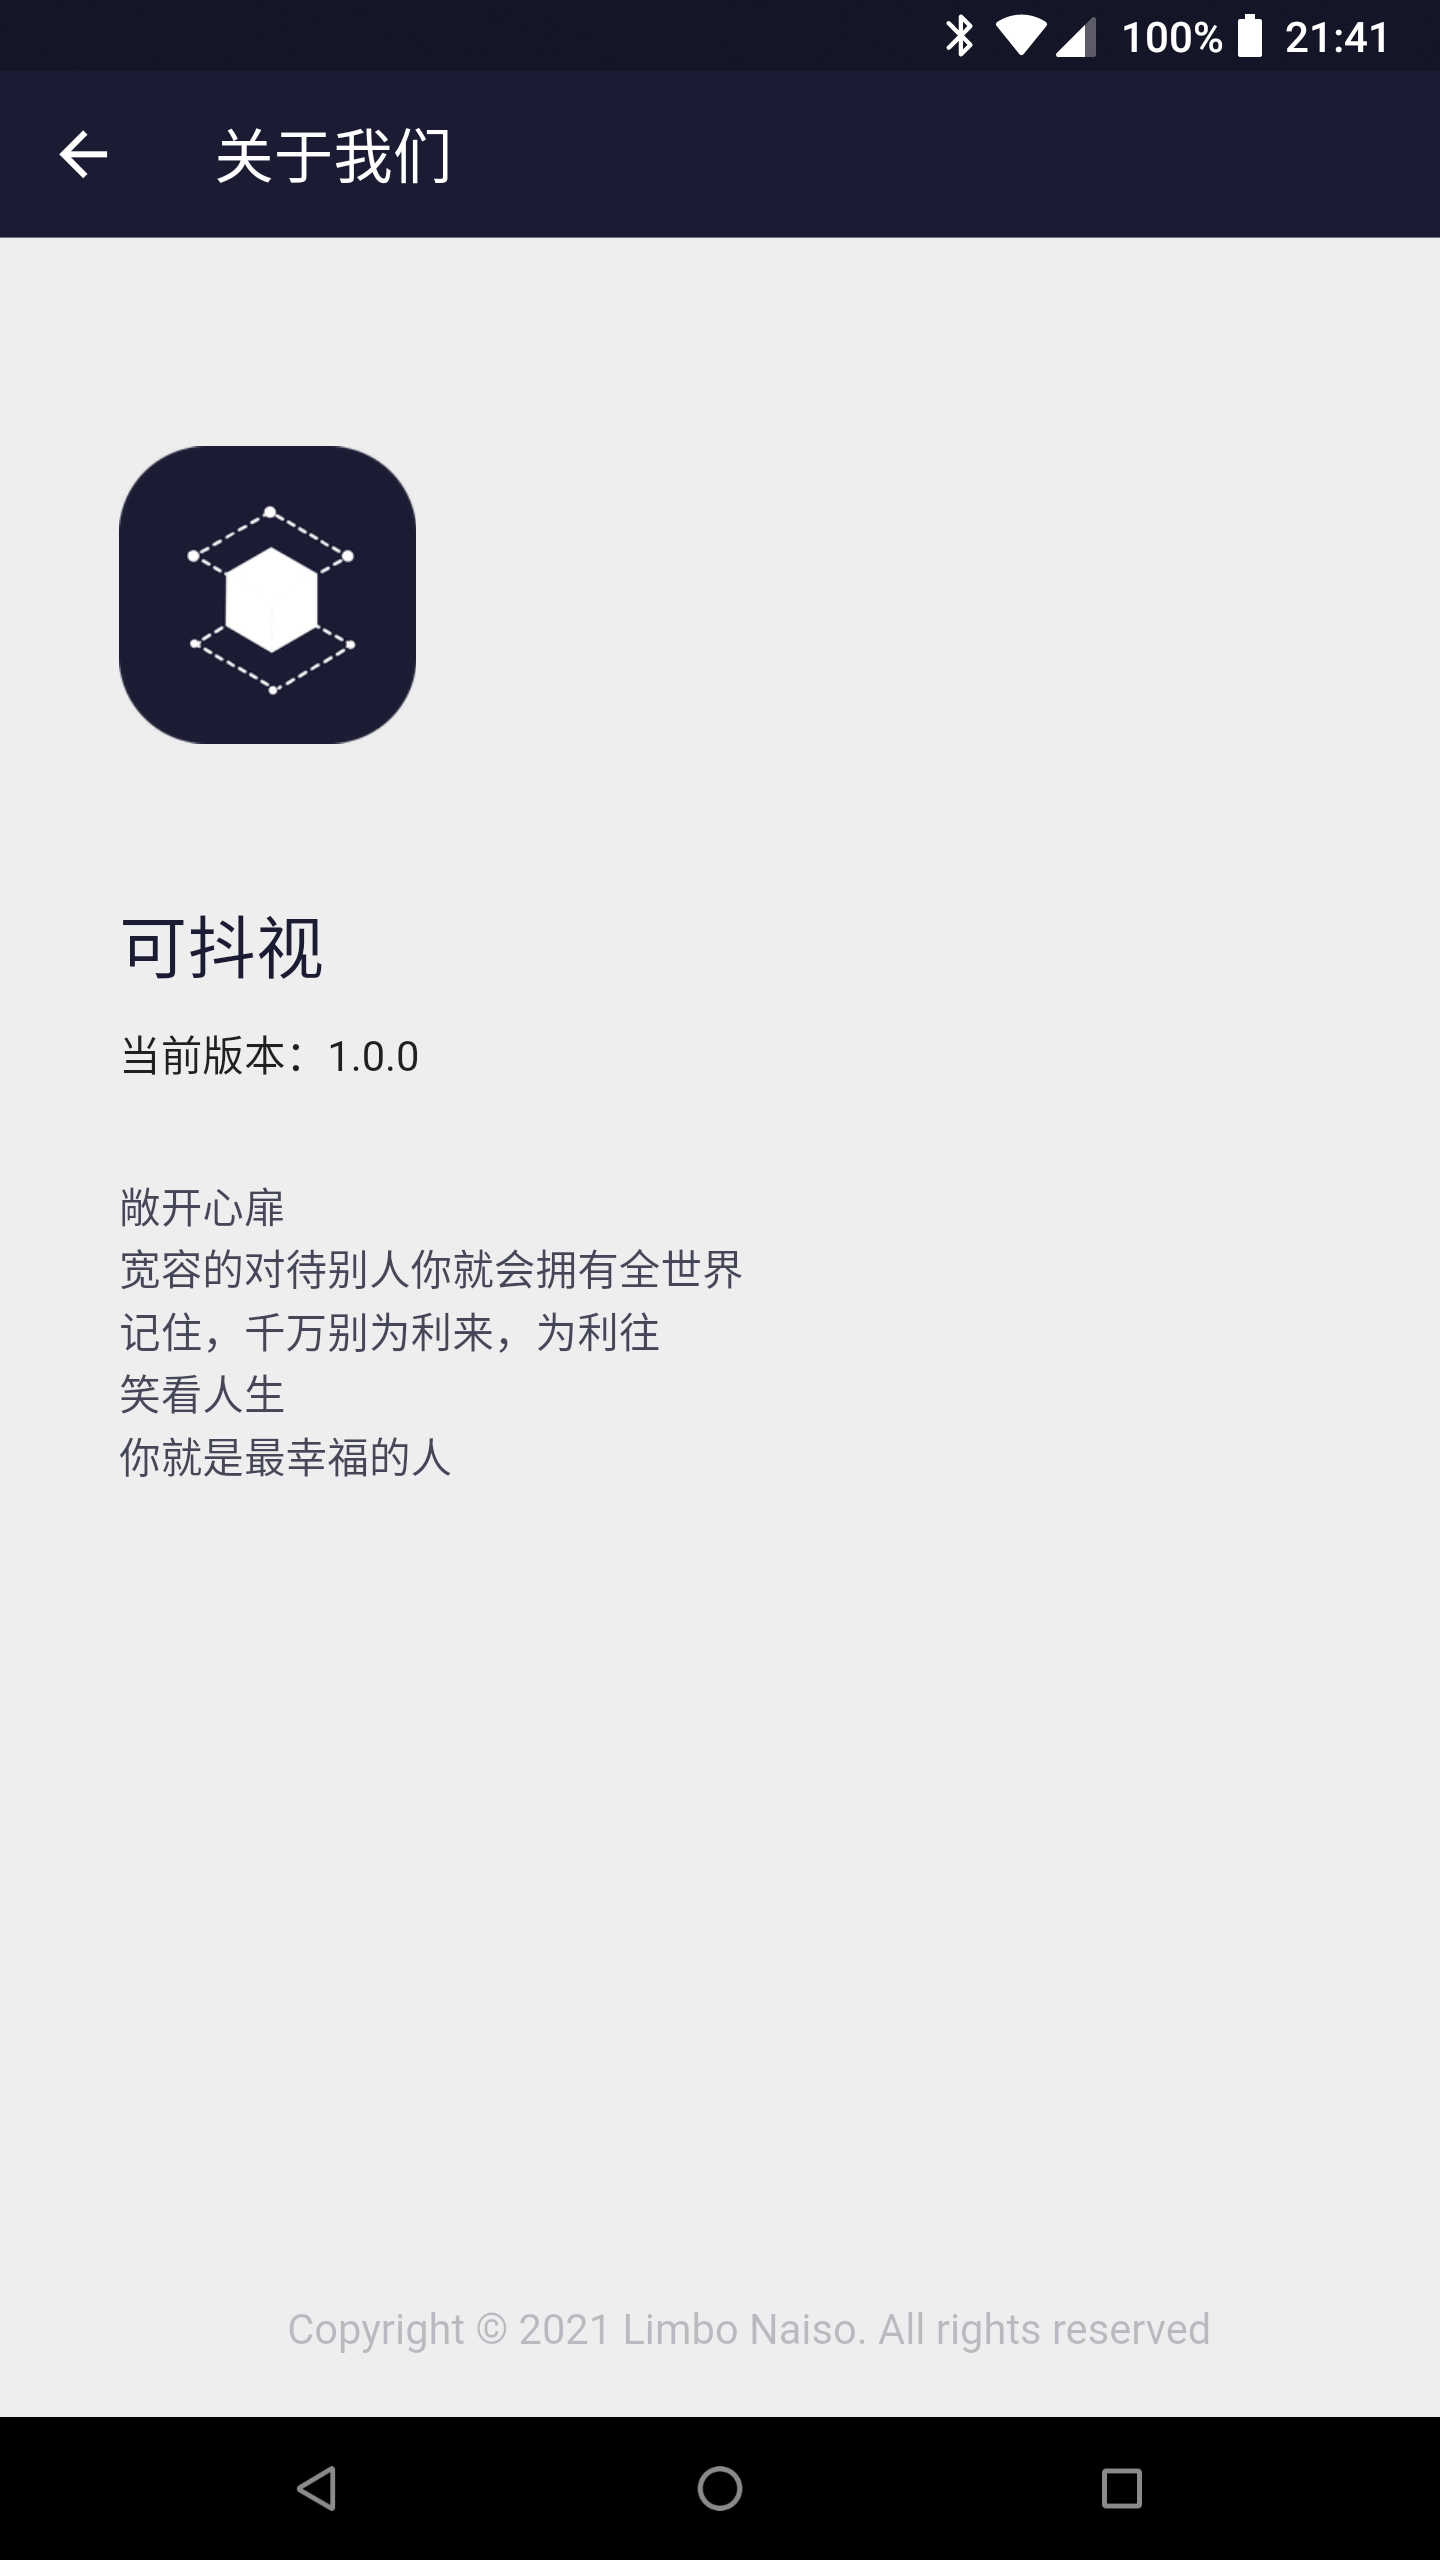 100% 21:41
关于我们
可抖视
当前版本：1.0.0
敞开心扉
宽容的对待别人你就会拥有全世界
记住，千万别为利来，为利往
笑看人生
你就是最幸福的人
Copyright © 2021 Limbo Naiso. All rights reserved